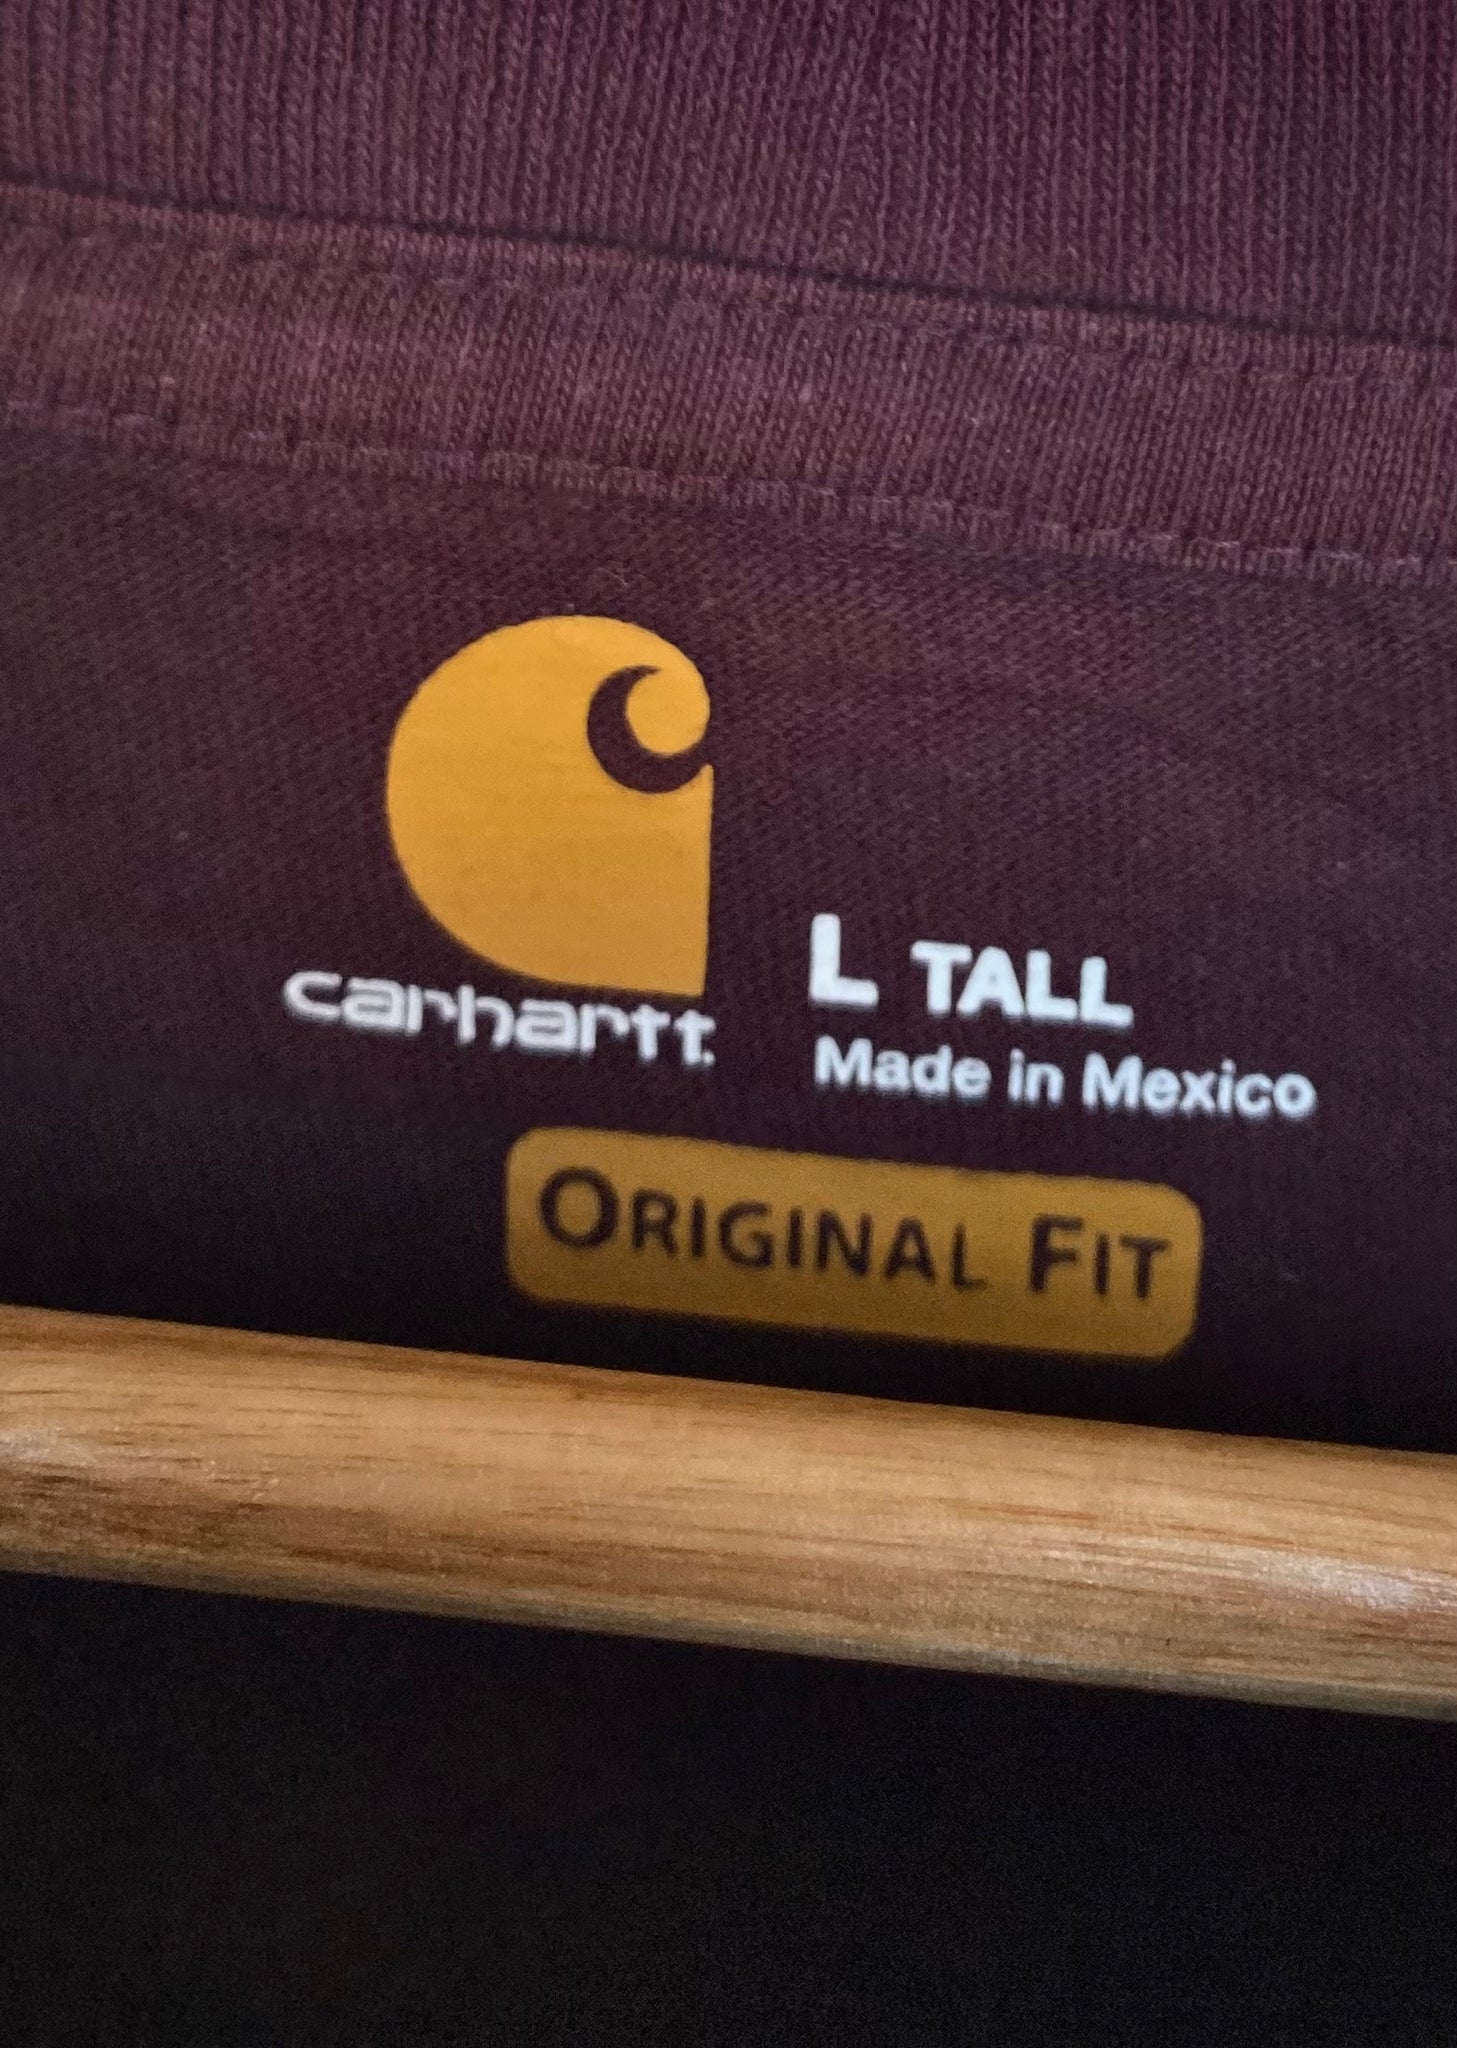 carhartt.
L TALL
Made in Mexico
ORIGINAL FIT